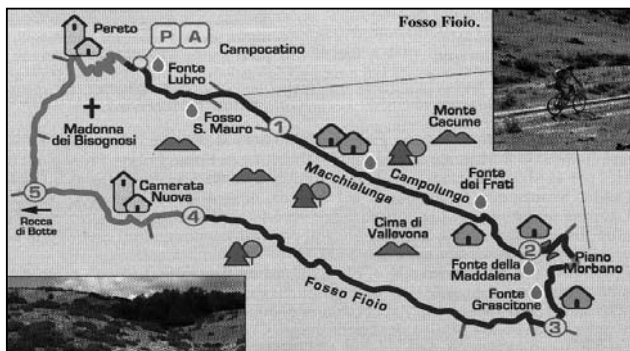 Fosso Fioio.
Pereto
P A
Campocatino
Fonte
Lubro
Fosso
S. Mauro
1
Monte
Cacume
Madonna
dei Bisognosi
Macchialunga
Campolungo
Fonte
dei Frati
5
Rocca
di Botte
Camerata
Nuova
4
Cima di
Vallevona
2
Piano
Morbano
Fonte della
Maddalena
Fosso Fioio
Fonte
Grascitone
3